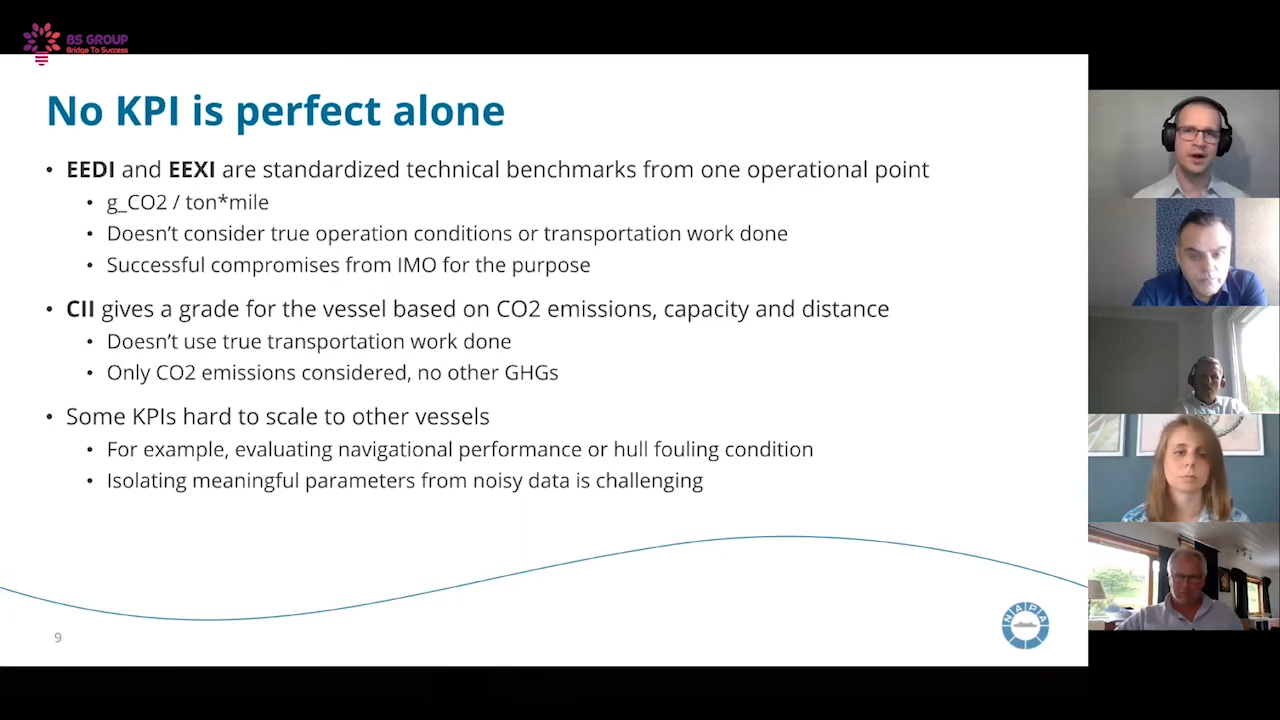 BS GROUP
Bridge To Success
No KPI is perfect alone
• EEDI and EEXI are standardized technical benchmarks from one operational point
• g_CO2 / ton*mile
• Doesn’t consider true operation conditions or transportation work done
• Successful compromises from IMO for the purpose
• CII gives a grade for the vessel based on CO2 emissions, capacity and distance
• Doesn’t use true transportation work done
• Only CO2 emissions considered, no other GHGs
• Some KPIs hard to scale to other vessels
• For example, evaluating navigational performance or hull fouling condition
• Isolating meaningful parameters from noisy data is challenging
9
NAPA